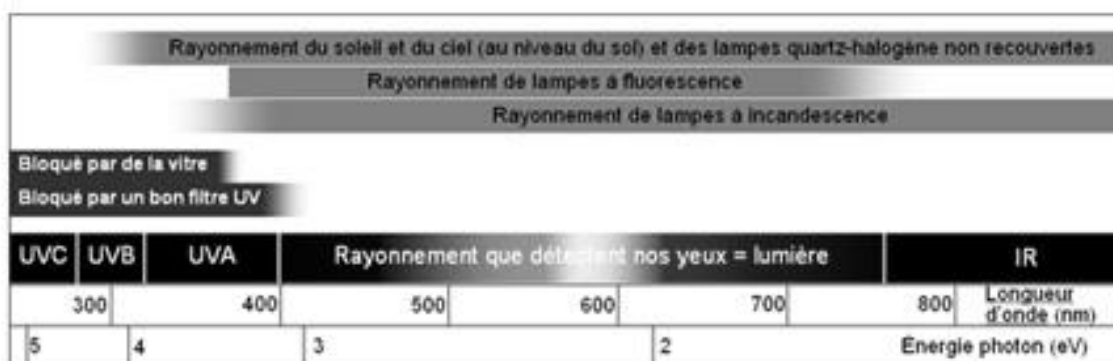 Rayonnement du soleil et du ciel (au niveau du sol) et des lampes quartz-halogène non recouvertes
Rayonnement de lampes à fluorescence
Rayonnement de lampes à incandescence
Bloqué par de la vitre
Bloqué par un bon filtre UV
UVC UVB UVA Rayonnement que détectent nos yeux = lumière IR
300 400 500 600 700 800 Longueur
d'onde (nm)
5 4 3 2 Énergie photon (eV)